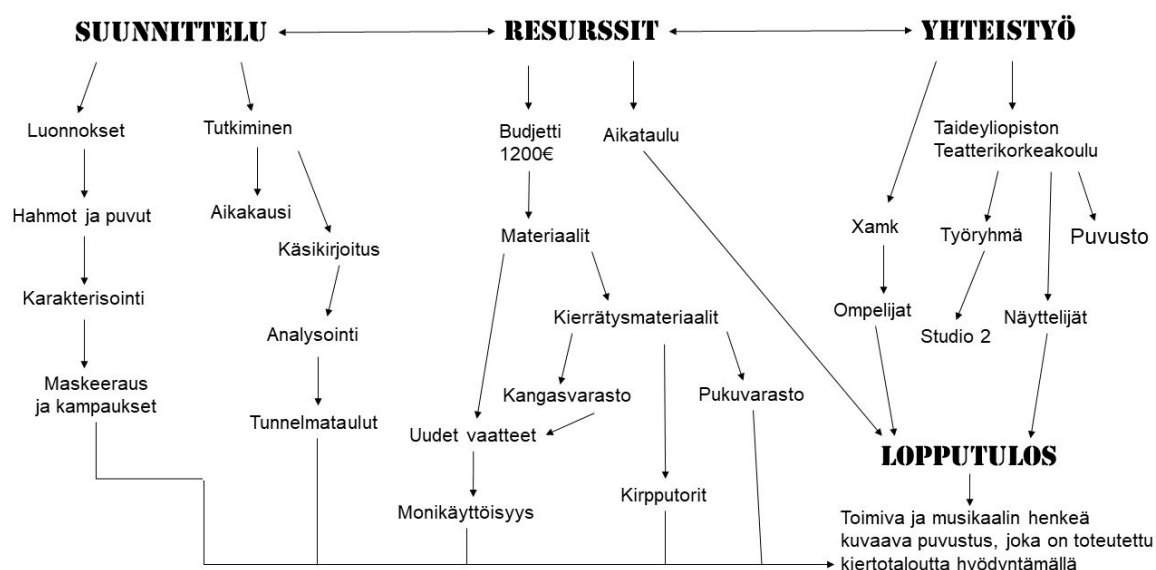 SUUNNITTELU
RESURSSIT
YHTEISTYÖ
Luonnokset
Tutkiminen
Budjetti
1200€
Aikataulu
Taideyliopiston
Teatterikorkeakoulu
Hahmot ja puvut
Aikakausi
Käsikirjoitus
Materiaalit
Xamk
Työryhmä
Puvusto
Karakterisointi
Analysointi
Kierrätysmateriaalit
Ompelijat
Studio 2
Näyttelijät
Maskeeraus
ja kampaukset
Tunnelmataulut
Kangasvarasto
Pukuvarasto
Uudet vaatteet
LOPPUTULOS
Monikäyttöisyys
Kirpputorit
Toimiva ja musikaalin henkeä
kuvaava puvustus, joka on toteutettu
kiertotaloutta hyödyntämällä